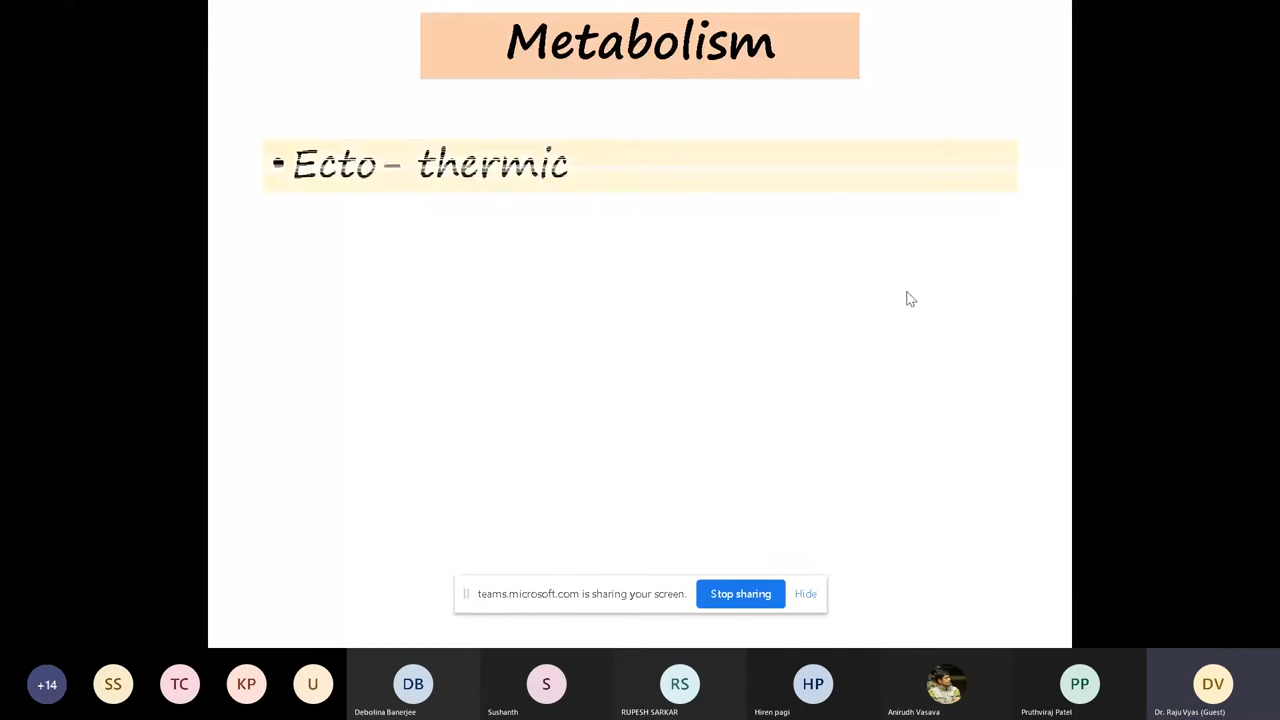 Metabolism
• Ecto – thermic
teams.microsoft.com is sharing your screen.
Stop sharing
Hide
+14
SS
TC
KP
U
DB
S
RS
HP
PP
DV
Debolina Banerjee
Sushanth
RUPESH SARKAR
Hiren pagi
Anirudh Vasava
Pruthviraj Patel
Dr. Raju Vyas (Guest)